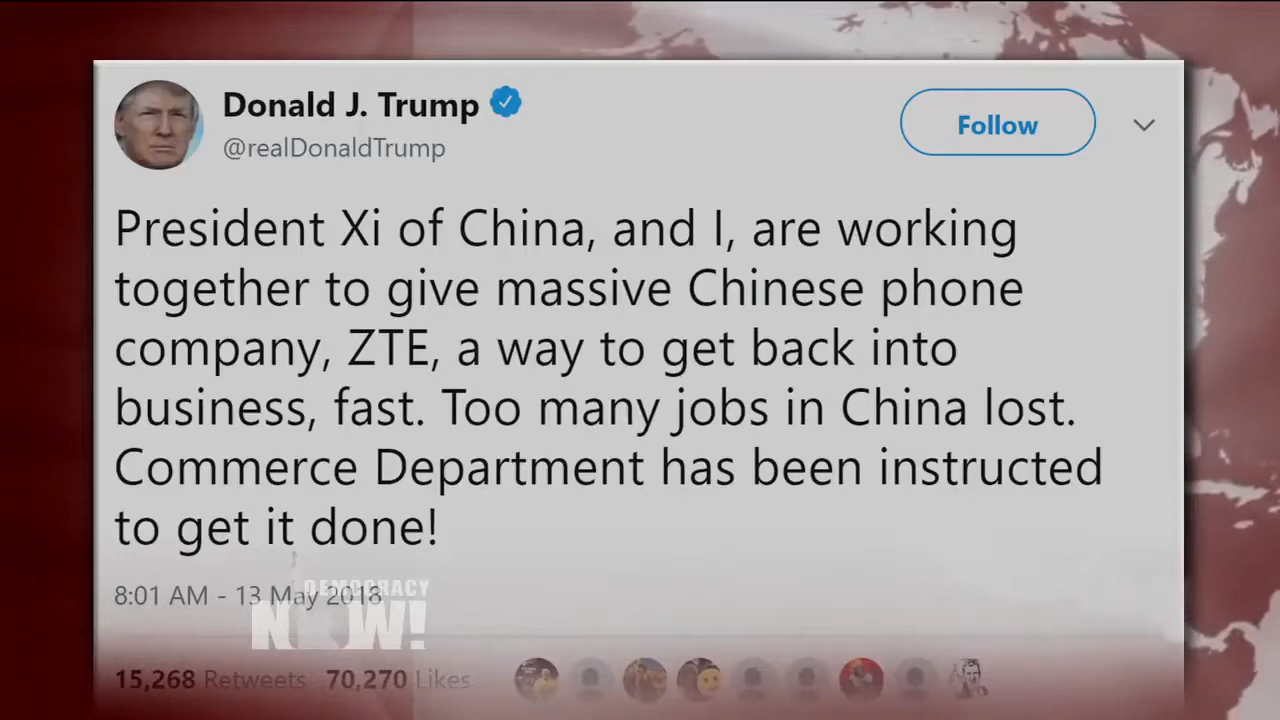 Donald J. Trump
@realDonaldTrump
Follow
President Xi of China, and I, are working
together to give massive Chinese phone
company, ZTE, a way to get back into
business, fast. Too many jobs in China lost.
Commerce Department has been instructed
to get it done!
8:01 AM - 13 May 2018
DEMOCRACY
NOW!
15,268 Retweets 70,270 Likes